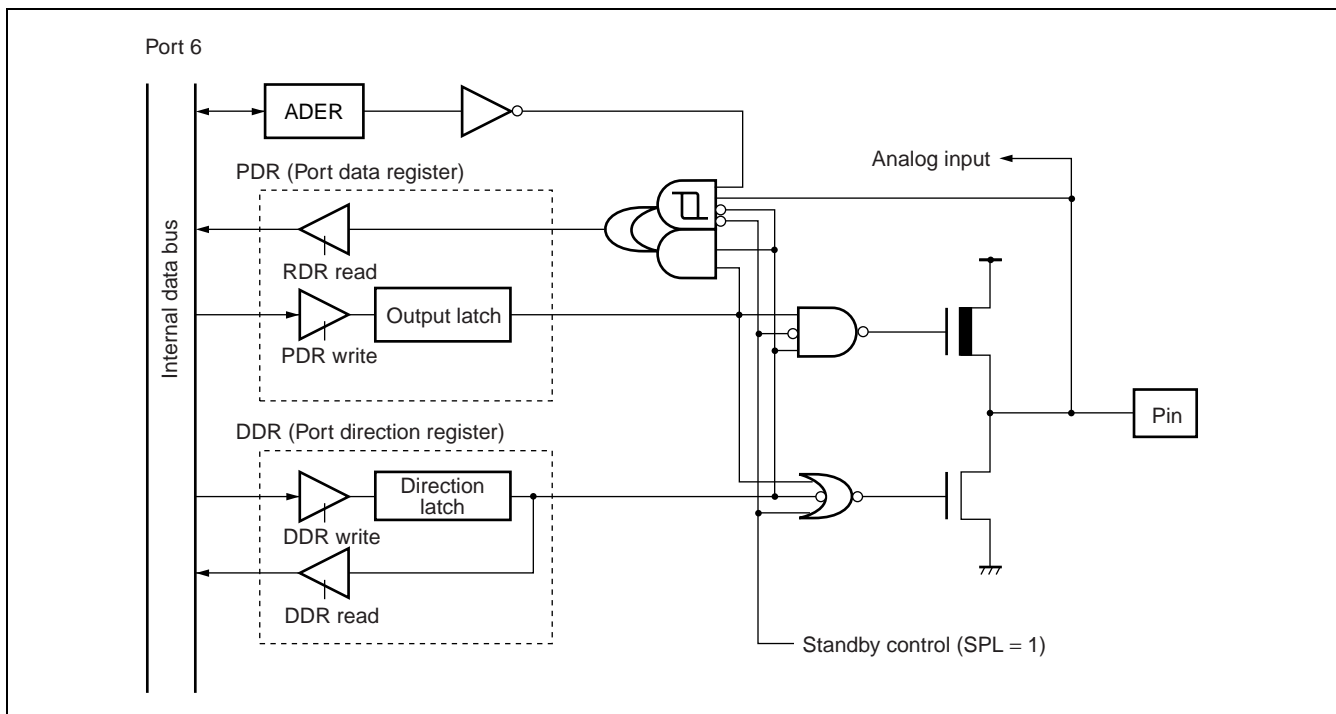 Port 6
ADER
Analog input
PDR (Port data register)
RDR read
Internal data bus
Output latch
PDR write
Pin
DDR (Port direction register)
Direction
latch
DDR write
DDR read
Standby control (SPL = 1)